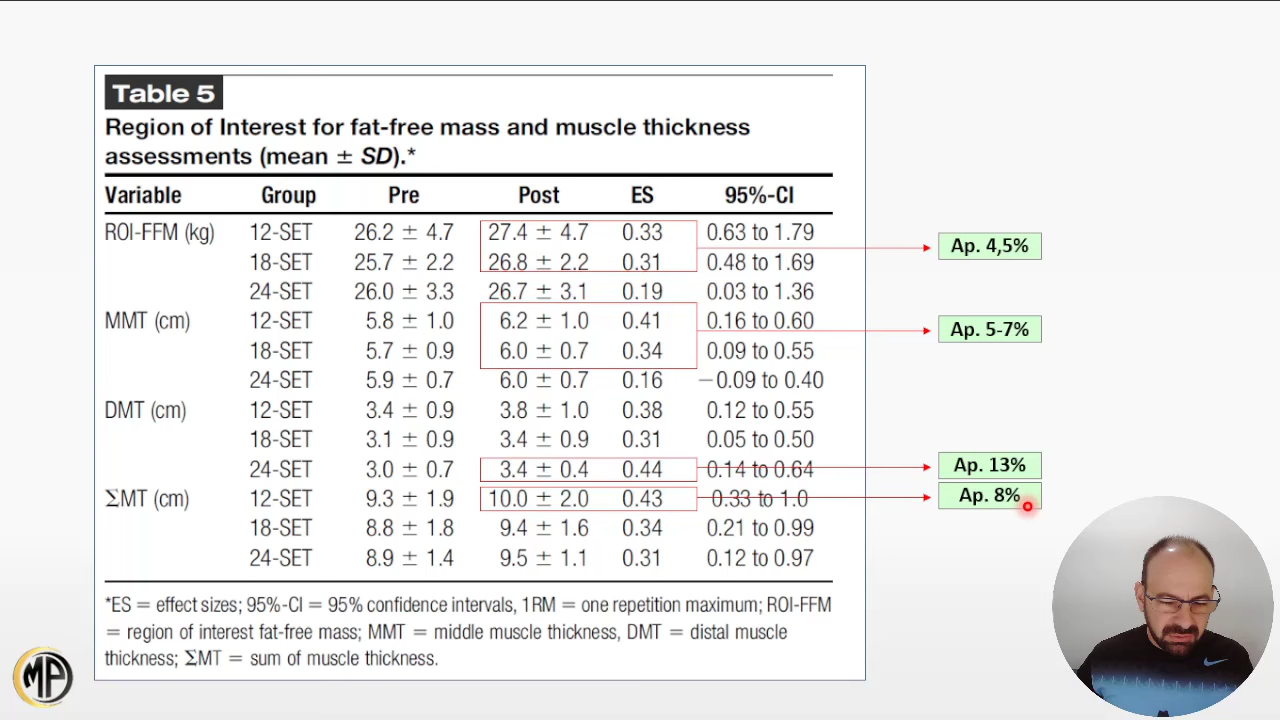 Table 5
Region of Interest for fat-free mass and muscle thickness
assessments (mean ± SD).*
Variable Group Pre Post ES 95%-CI
ROI-FFM (kg) 12-SET 26.2 ± 4.7 27.4 ± 4.7 0.33 0.63 to 1.79
Ap. 4,5%
18-SET 25.7 ± 2.2 26.8 ± 2.2 0.31 0.48 to 1.69
24-SET 26.0 ± 3.3 26.7 ± 3.1 0.19 0.03 to 1.36
MMT (cm) 12-SET 5.8 ± 1.0 6.2 ± 1.0 0.41 0.16 to 0.60
Ap. 5-7%
18-SET 5.7 ± 0.9 6.0 ± 0.7 0.34 0.09 to 0.55
24-SET 5.9 ± 0.7 6.0 ± 0.7 0.16 −0.09 to 0.40
DMT (cm) 12-SET 3.4 ± 0.9 3.8 ± 1.0 0.38 0.12 to 0.55
18-SET 3.1 ± 0.9 3.4 ± 0.9 0.31 0.05 to 0.50
24-SET 3.0 ± 0.7 3.4 ± 0.4 0.44 0.14 to 0.64 Ap. 13%
ΣMT (cm) 12-SET 9.3 ± 1.9 10.0 ± 2.0 0.43 0.33 to 1.0 Ap. 8%
18-SET 8.8 ± 1.8 9.4 ± 1.6 0.34 0.21 to 0.99
24-SET 8.9 ± 1.4 9.5 ± 1.1 0.31 0.12 to 0.97
*ES = effect sizes; 95%-CI = 95% confidence intervals, 1RM = one repetition maximum; ROI-FFM
= region of interest fat-free mass; MMT = middle muscle thickness, DMT = distal muscle
thickness; ΣMT = sum of muscle thickness.
MP